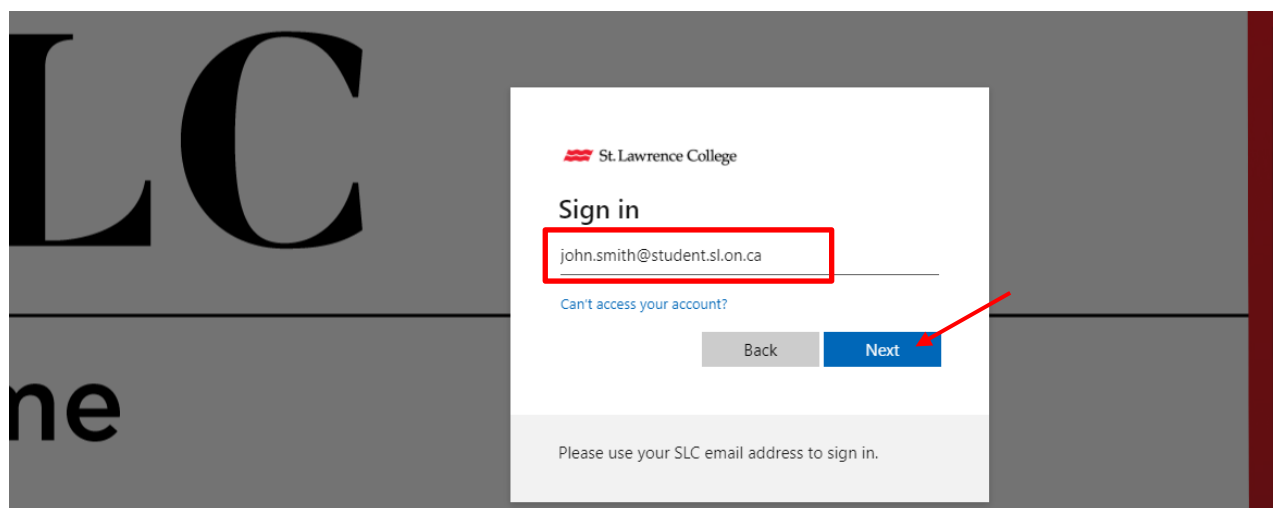 LC
me
St. Lawrence College
Sign in
john.smith@student.sl.on.ca
Can't access your account?
Back Next
Please use your SLC email address to sign in.